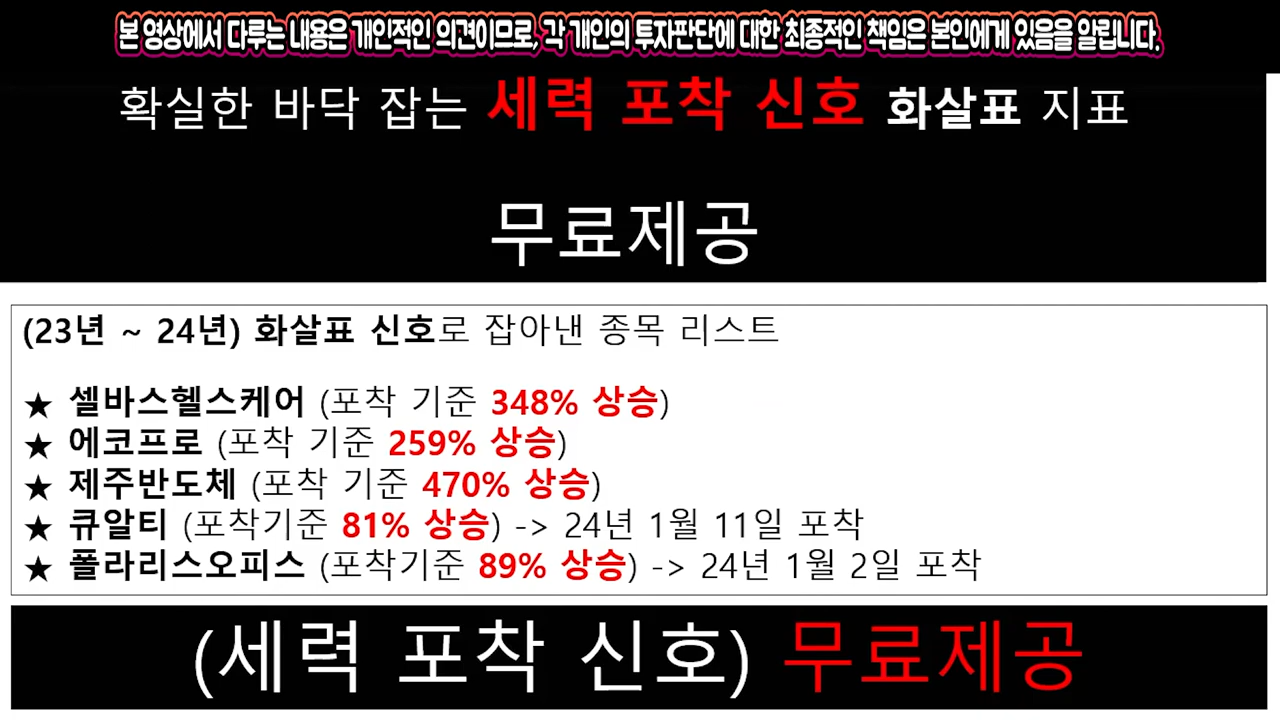 본 영상에서 다루는 내용은 개인적인 의견이므로, 각 개인의 투자판단에 대한 최종적인 책임은 본인에게 있음을 알립니다.
확실한 바닥 잡는 세력 포착 신호 화살표 지표
무료제공
(23년 ~ 24년) 화살표 신호로 잡아낸 종목 리스트
★ 셀바스헬스케어 (포착 기준 348% 상승)
★ 에코프로 (포착 기준 259% 상승)
★ 제주반도체 (포착 기준 470% 상승)
★ 큐알티 (포착기준 81% 상승) -> 24년 1월 11일 포착
★ 폴라리스오피스 (포착기준 89% 상승) -> 24년 1월 2일 포착
(세력 포착 신호) 무료제공